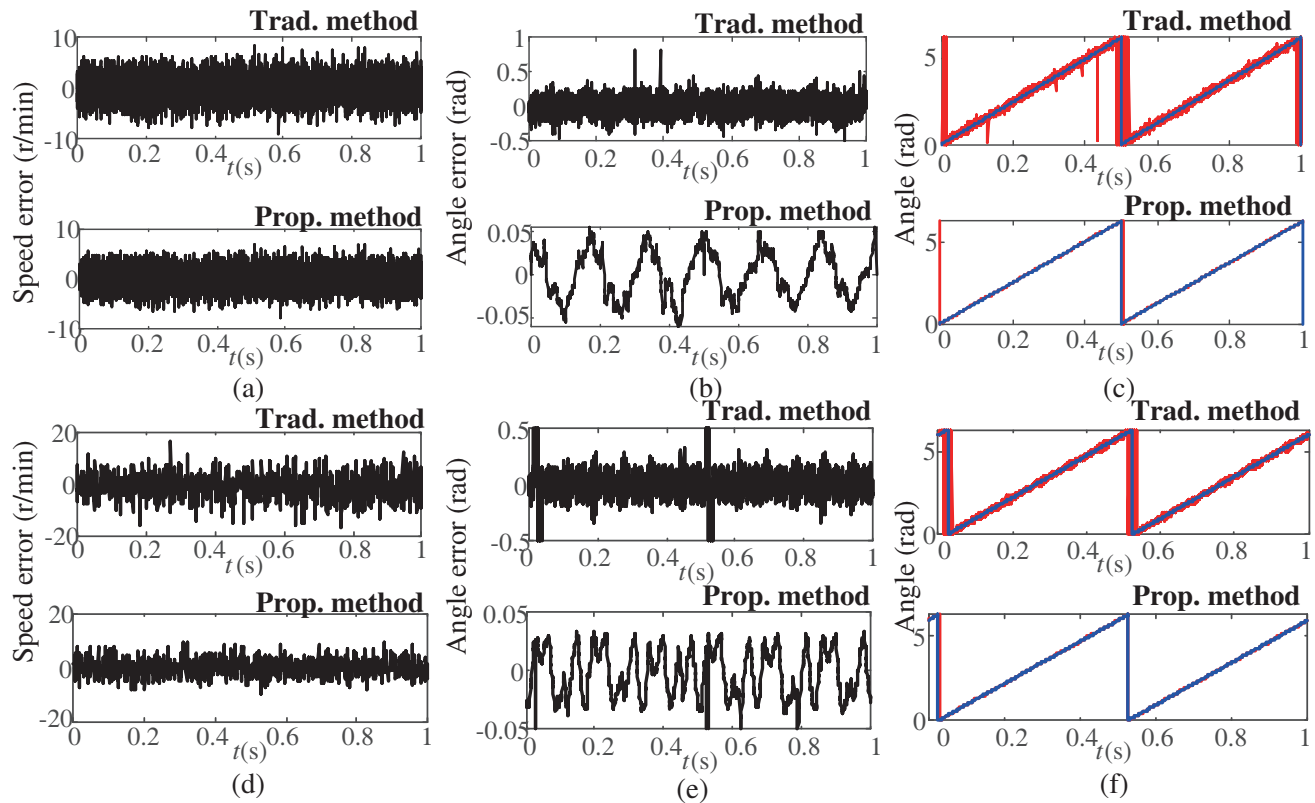 Trad. method
Speed error (r/min)
10
0
-10
0 0.2 0.4 0.6 0.8 1
t(s)
Prop. method
10
0
-10
0 0.2 0.4 0.6 0.8 1
t(s)
(a)
Trad. method
Angle error (rad)
1
0.5
0
-0.5
0 0.2 0.4 0.6 0.8 1
t(s)
Prop. method
0.05
0
-0.05
0 0.2 0.4 0.6 0.8 1
t(s)
(b)
Trad. method
Angle (rad)
5
0
0 0.2 0.4 0.6 0.8 1
t(s)
Prop. method
5
0
0 0.2 0.4 0.6 0.8 1
t(s)
(c)
Trad. method
Speed error (r/min)
20
0
-20
0 0.2 0.4 0.6 0.8 1
t(s)
Prop. method
20
0
-20
0 0.2 0.4 0.6 0.8 1
t(s)
(d)
Trad. method
Angle error (rad)
0.5
0
-0.5
0 0.2 0.4 0.6 0.8 1
t(s)
Prop. method
0.05
0
-0.05
0 0.2 0.4 0.6 0.8 1
t(s)
(e)
Trad. method
Angle (rad)
5
0
0 0.2 0.4 0.6 0.8 1
t(s)
Prop. method
5
0
0 0.2 0.4 0.6 0.8 1
t(s)
(f)